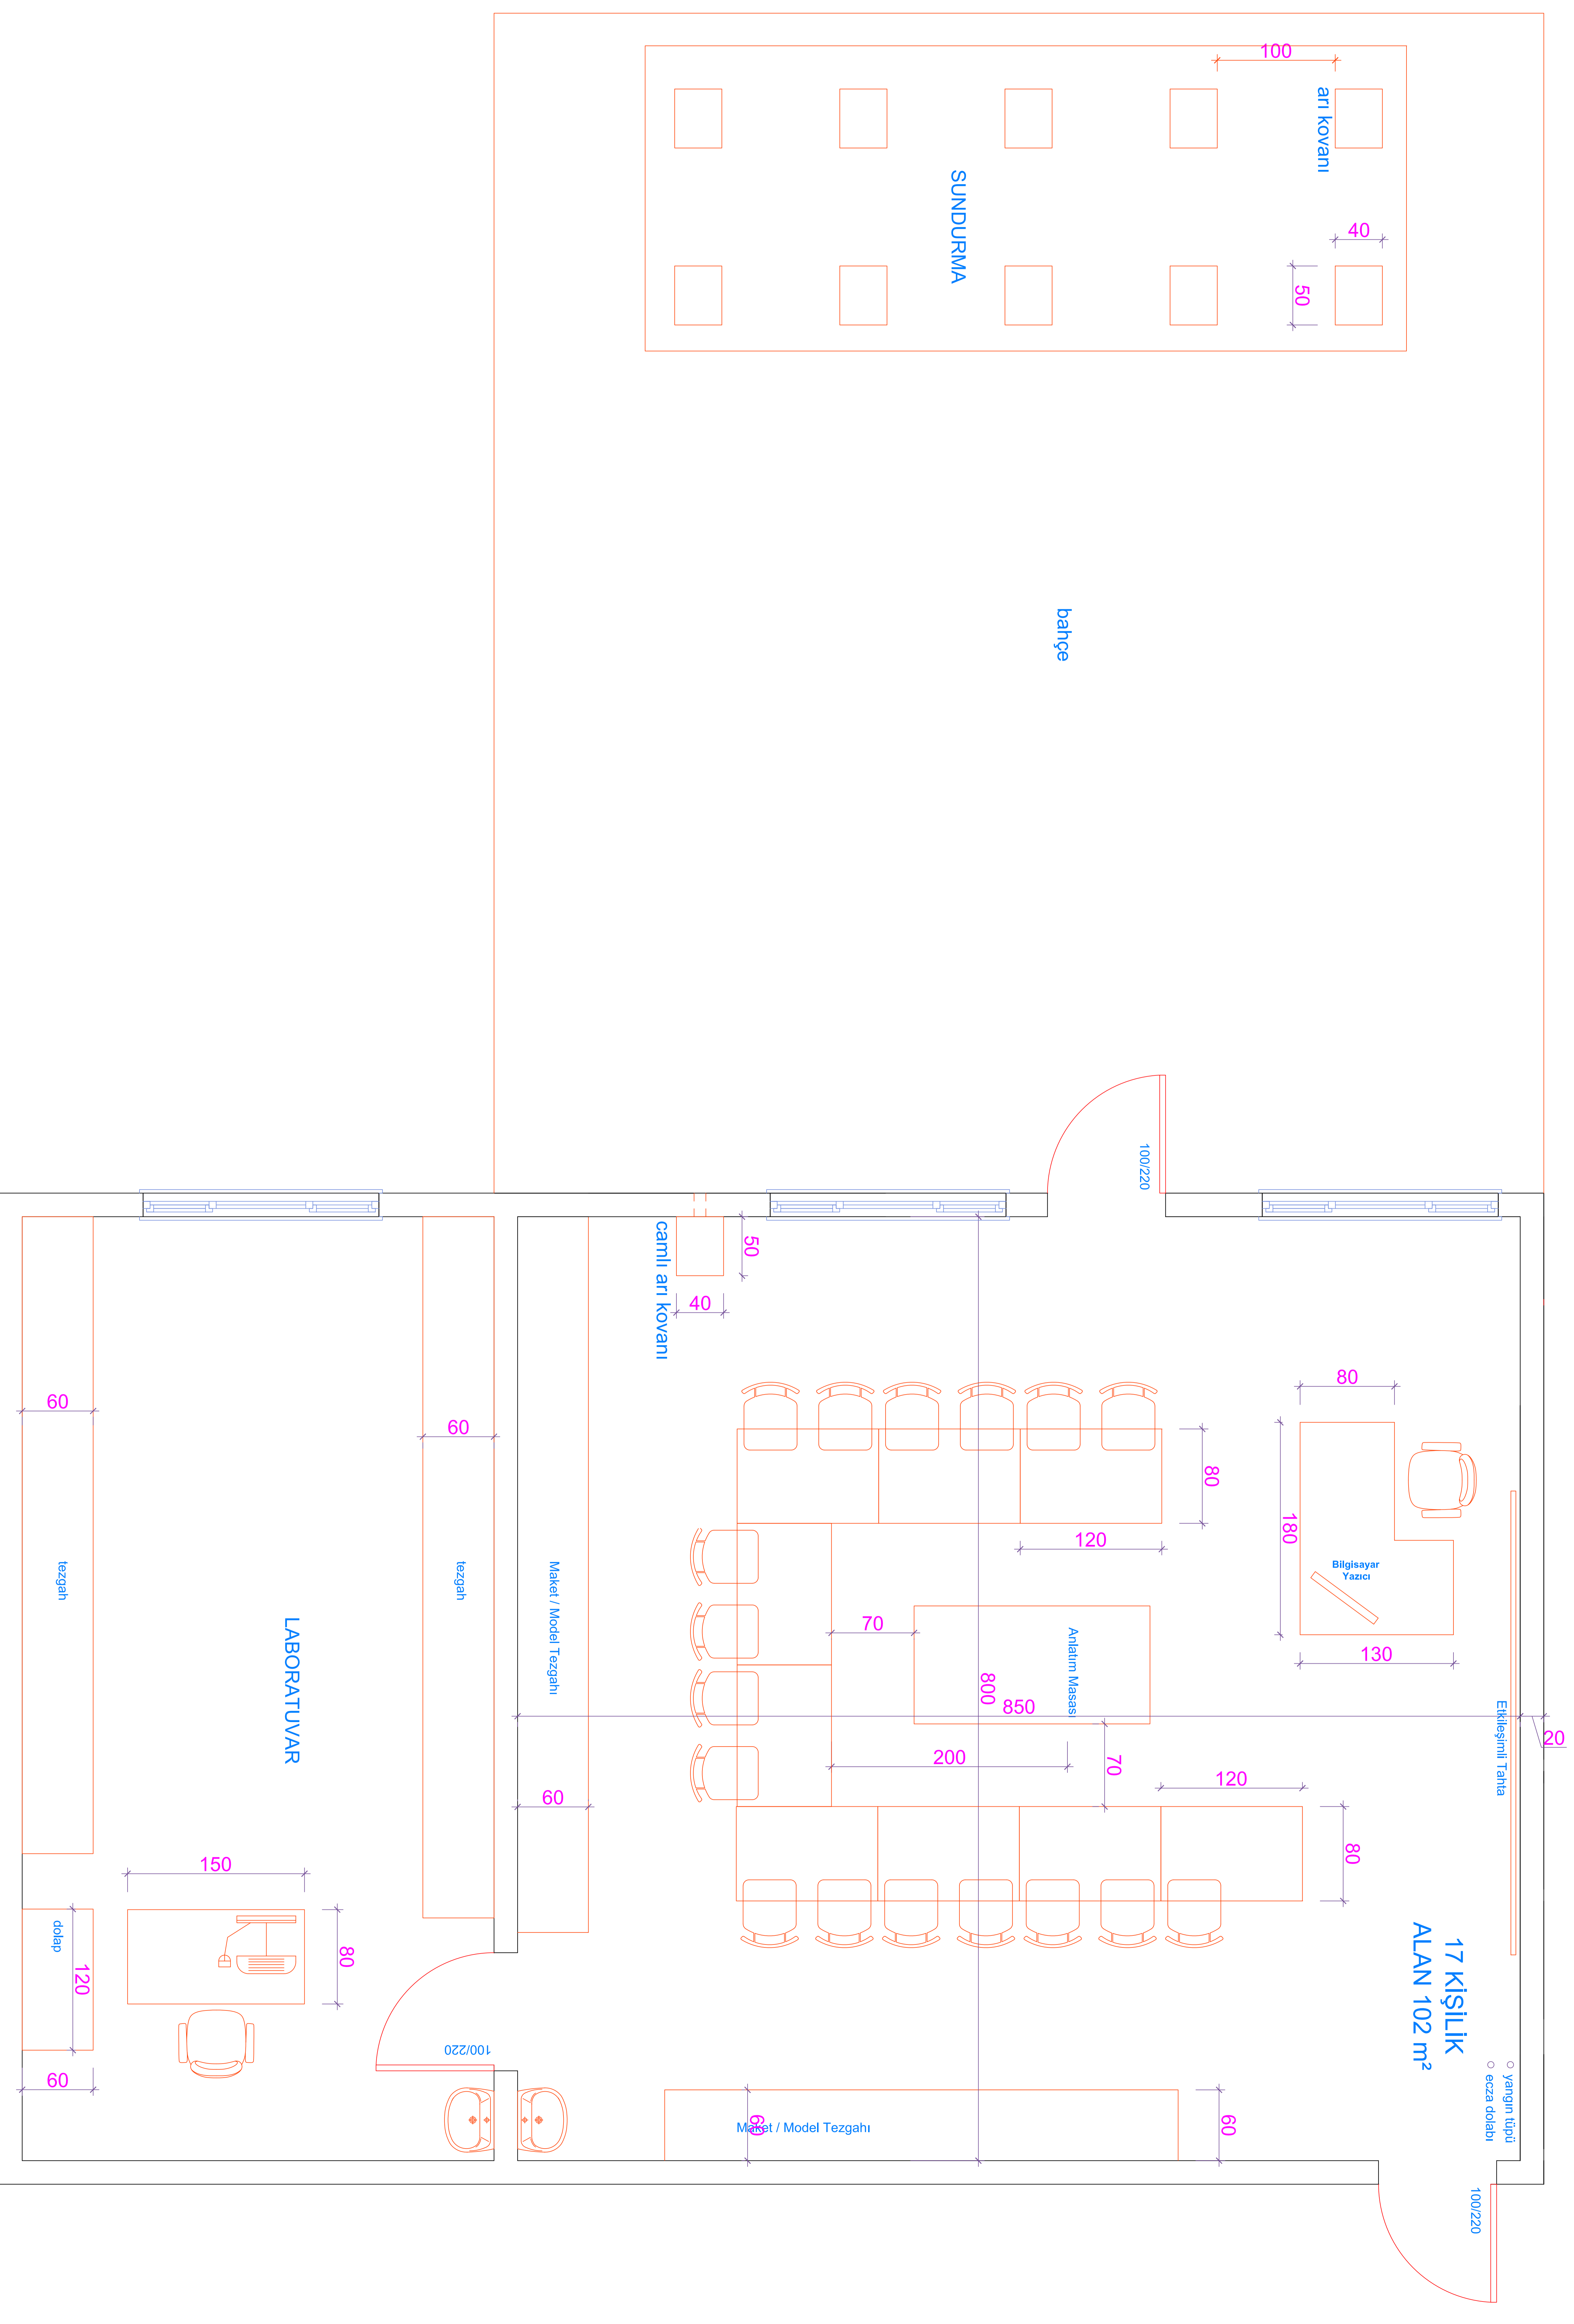 100
arı kovanı
SUNDURMA
40
50
bahçe
100/220
camlı arı kovanı
50
40
80
60
60
80
180
120
Bilgisayar
Yazıcı
tezgah
tezgah
Maket / Model Tezgahı
LABORATUVAR
70
Anlatım Masası
130
800
850
Etkileşimli Tahta
20
200
70
120
60
80
150
dolap
120
80
17 KİŞİLİK
ALAN 102 m²
100/220
60
yangın tüpü
ecza dolabı
60
Maket / Model Tezgahı
60
100/220